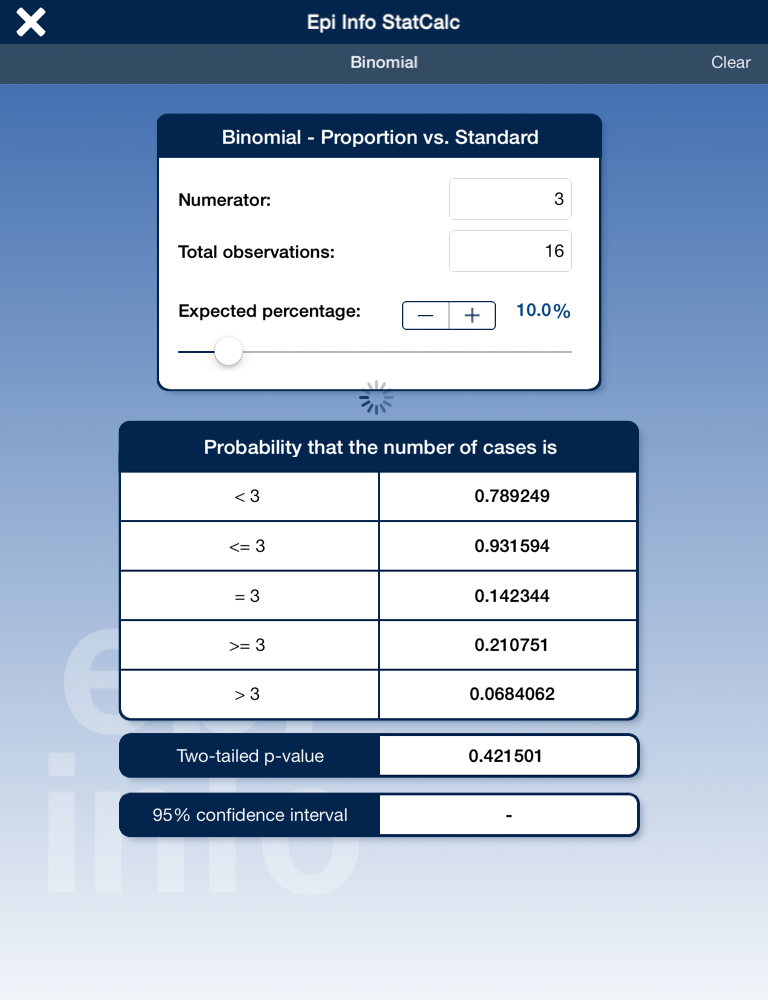 Epi Info StatCalc
Binomial Clear
Binomial - Proportion vs. Standard
Numerator: 3
Total observations: 16
Expected percentage: − + 10.0%
Probability that the number of cases is
< 3 0.789249
<= 3 0.931594
= 3 0.142344
>= 3 0.210751
> 3 0.0684062
Two-tailed p-value 0.421501
95% confidence interval -
epi
info